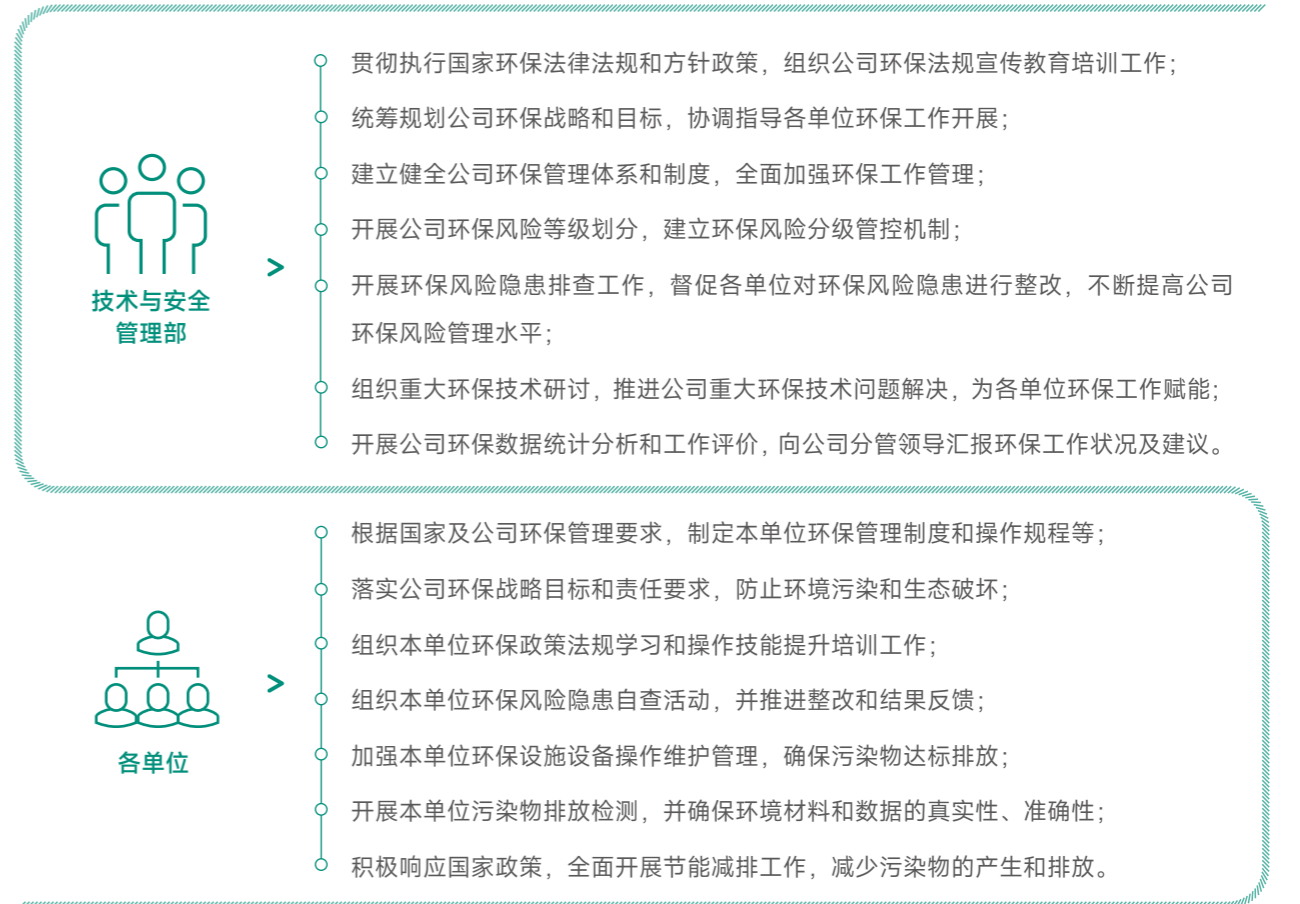 贯彻执行国家环保法律法规和方针政策，组织公司环保法规宣传教育培训工作；
统筹规划公司环保战略和目标，协调指导各单位环保工作开展；
建立健全公司环保管理体系和制度，全面加强环保工作管理；
开展公司环保风险等级划分，建立环保风险分级管控机制；
开展环保风险隐患排查工作，督促各单位对环保风险隐患进行整改，不断提高公司
环保风险管理水平；
组织重大环保技术研讨，推进公司重大环保技术问题解决，为各单位环保工作赋能；
开展公司环保数据统计分析和工作评价，向公司分管领导汇报环保工作状况及建议。
技术与安全
管理部
根据国家及公司环保管理要求，制定本单位环保管理制度和操作规程等；
落实公司环保战略目标和责任要求，防止环境污染和生态破坏；
组织本单位环保政策法规学习和操作技能提升培训工作；
组织本单位环保风险隐患自查活动，并推进整改和结果反馈；
加强本单位环保设施设备操作维护管理，确保污染物达标排放；
开展本单位污染物排放检测，并确保环境材料和数据的真实性、准确性；
积极响应国家政策，全面开展节能减排工作，减少污染物的产生和排放。
各单位